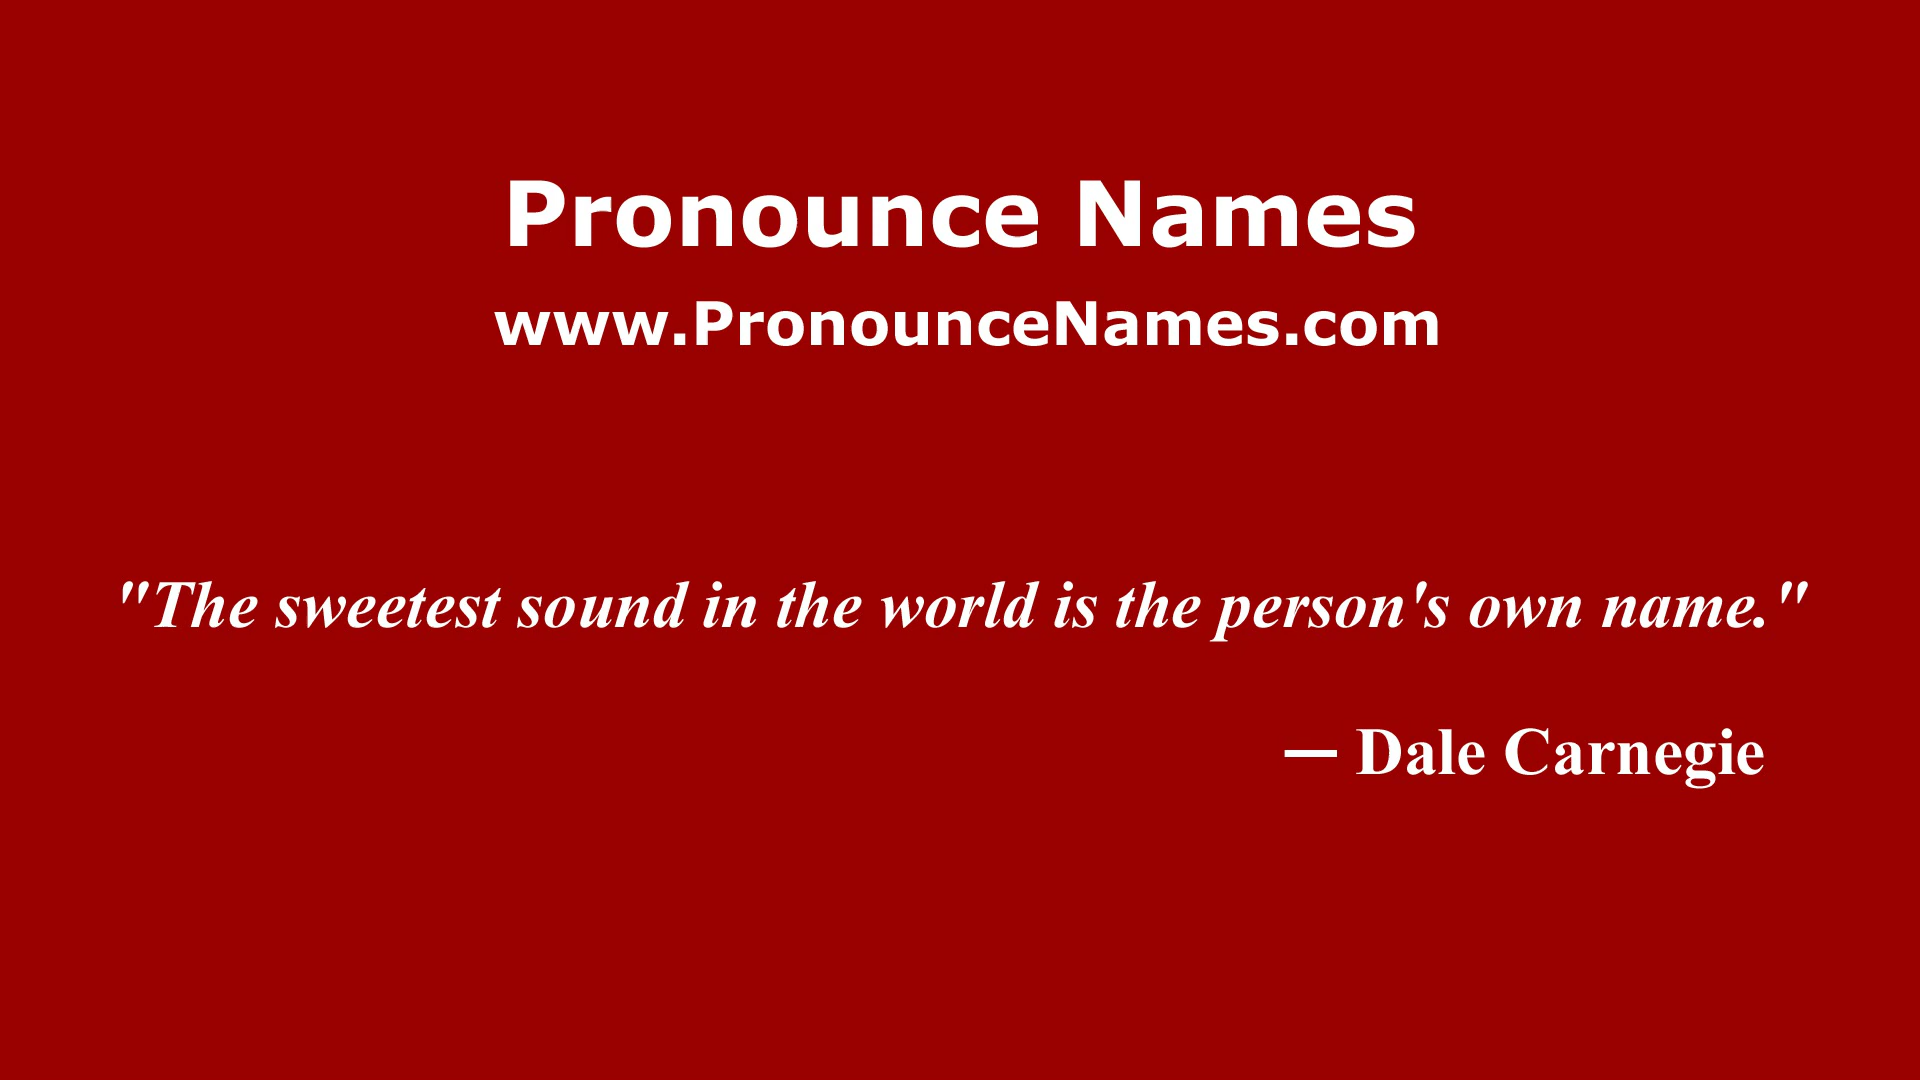 Pronounce Names
www.PronounceNames.com
"The sweetest sound in the world is the person's own name."
— Dale Carnegie